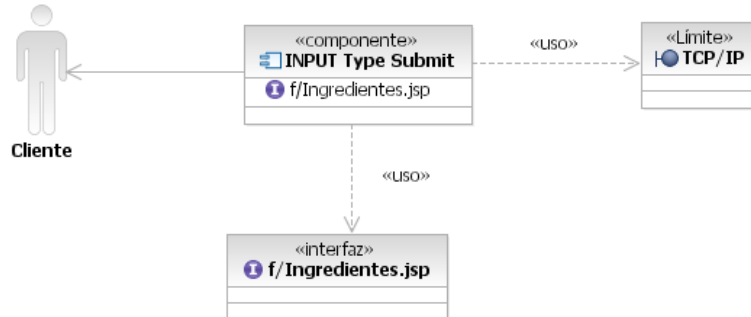 «componente»
INPUT Type Submit
f/Ingredientes.jsp
«uso»
«Límite»
TCP/IP
Cliente
«uso»
«interfaz»
f/Ingredientes.jsp